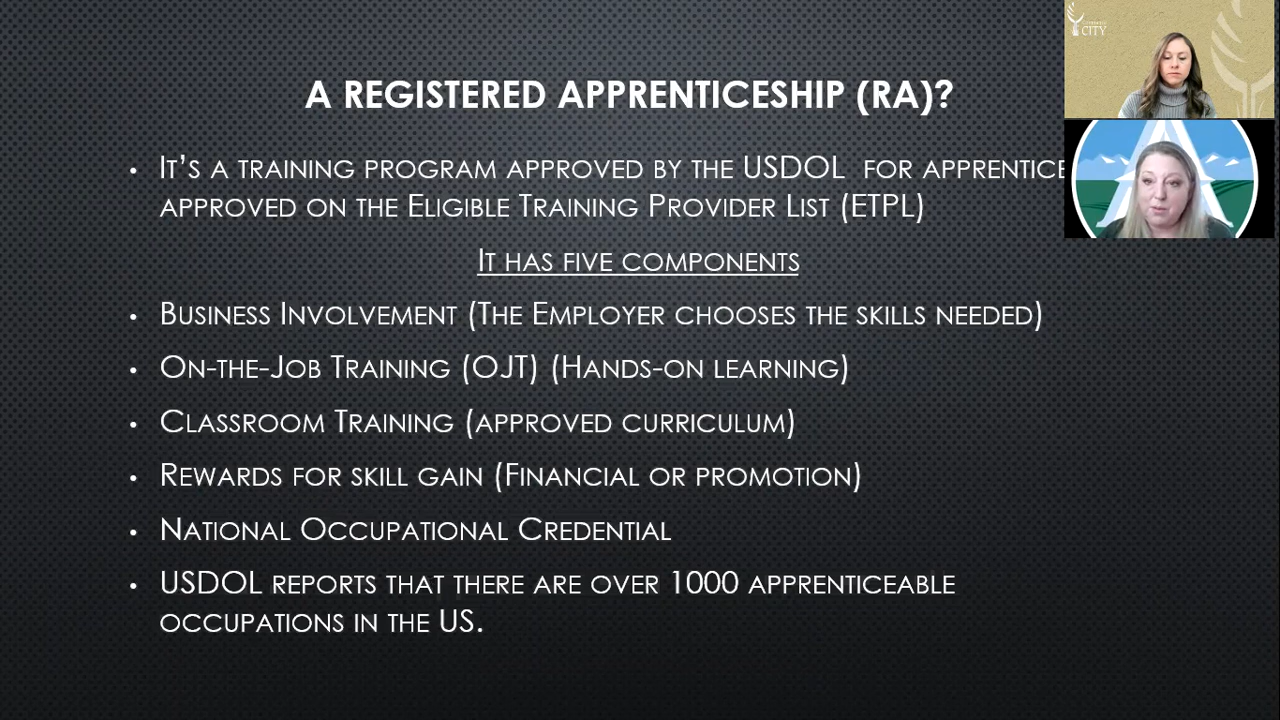 A REGISTERED APPRENTICESHIP (RA)?
• IT'S A TRAINING PROGRAM APPROVED BY THE USDOL FOR APPRENTICE
APPROVED ON THE ELIGIBLE TRAINING PROVIDER LIST (ETPL)
IT HAS FIVE COMPONENTS
• BUSINESS INVOLVEMENT (THE EMPLOYER CHOOSES THE SKILLS NEEDED)
• ON-THE-JOB TRAINING (OJT) (HANDS-ON LEARNING)
• CLASSROOM TRAINING (APPROVED CURRICULUM)
• REWARDS FOR SKILL GAIN (FINANCIAL OR PROMOTION)
• NATIONAL OCCUPATIONAL CREDENTIAL
• USDOL REPORTS THAT THERE ARE OVER 1000 APPRENTICEABLE
OCCUPATIONS IN THE US.
CITY